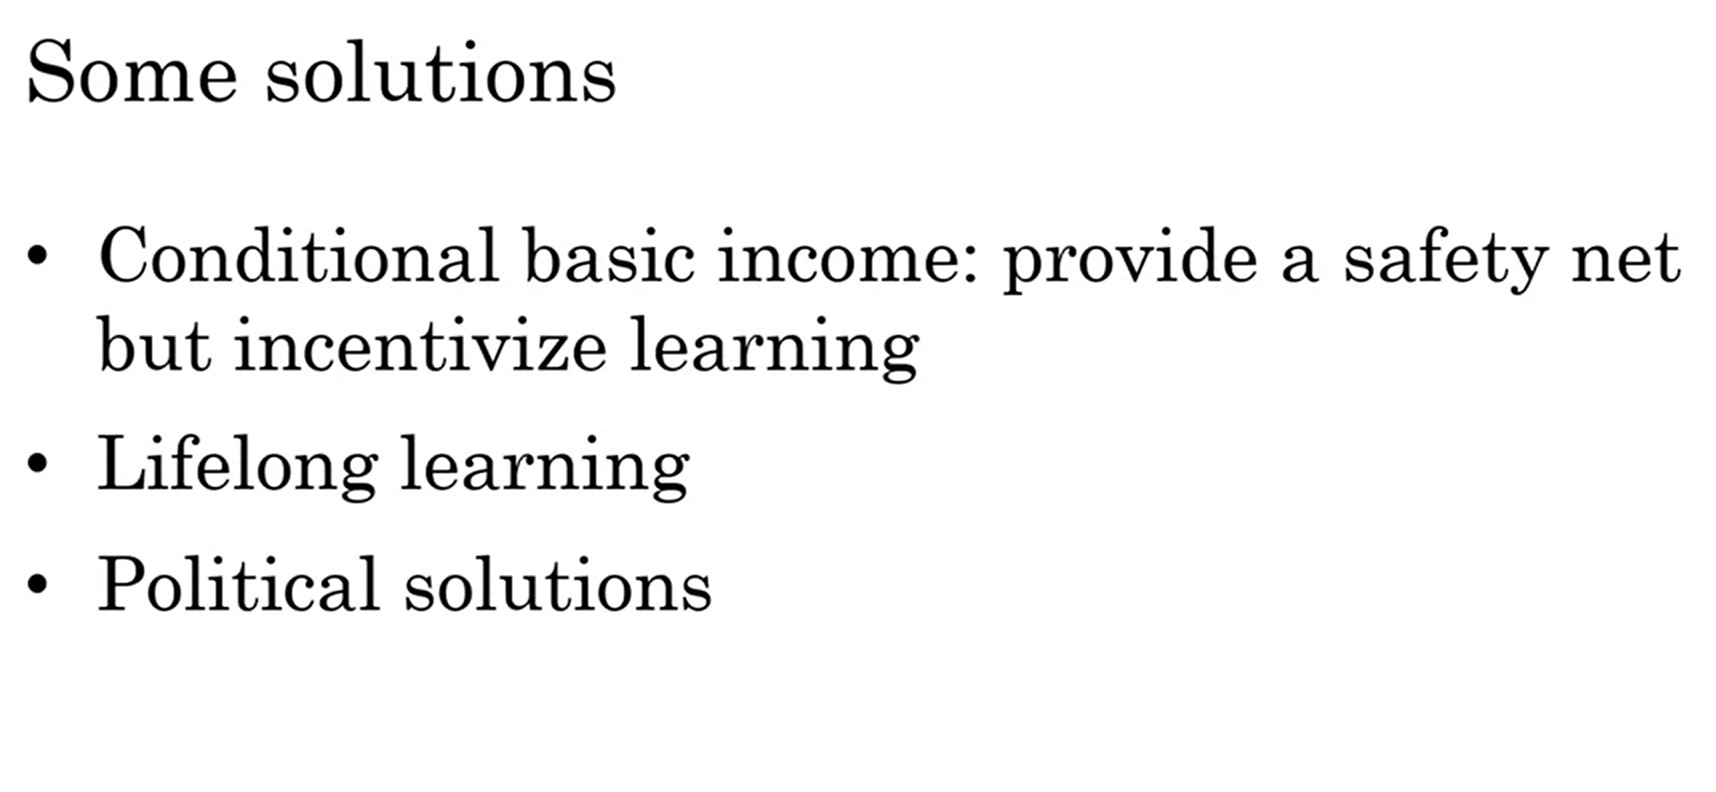 Some solutions
• Conditional basic income: provide a safety net
but incentivize learning
• Lifelong learning
• Political solutions